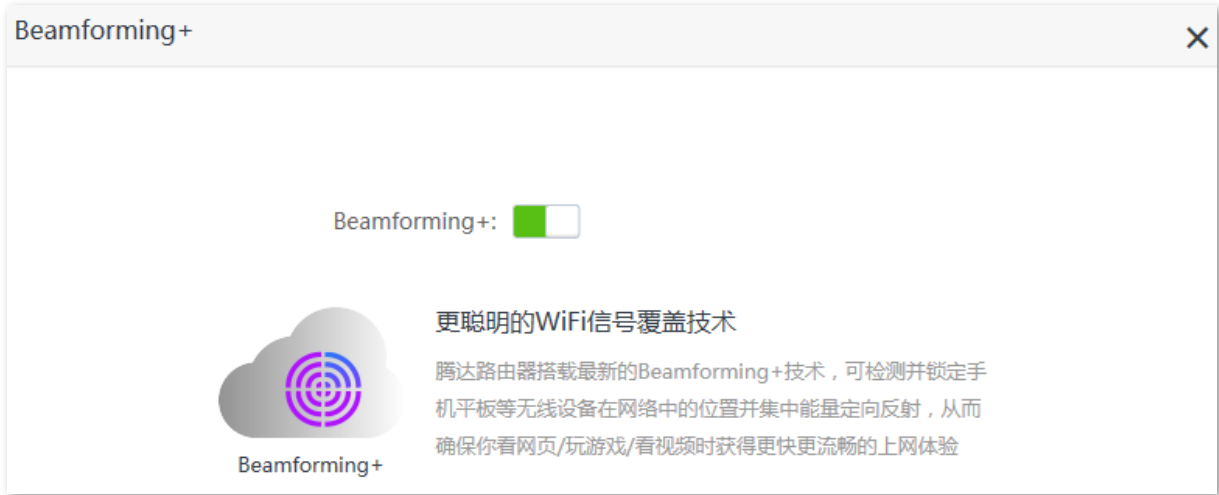 Beamforming+
Beamforming+:
更聪明的WiFi信号覆盖技术
腾达路由器搭载最新的Beamforming+技术，可检测并锁定手
机平板等无线设备在网络中的位置并集中能量定向反射，从而
确保你看网页/玩游戏/看视频时获得更快更流畅的上网体验
Beamforming+